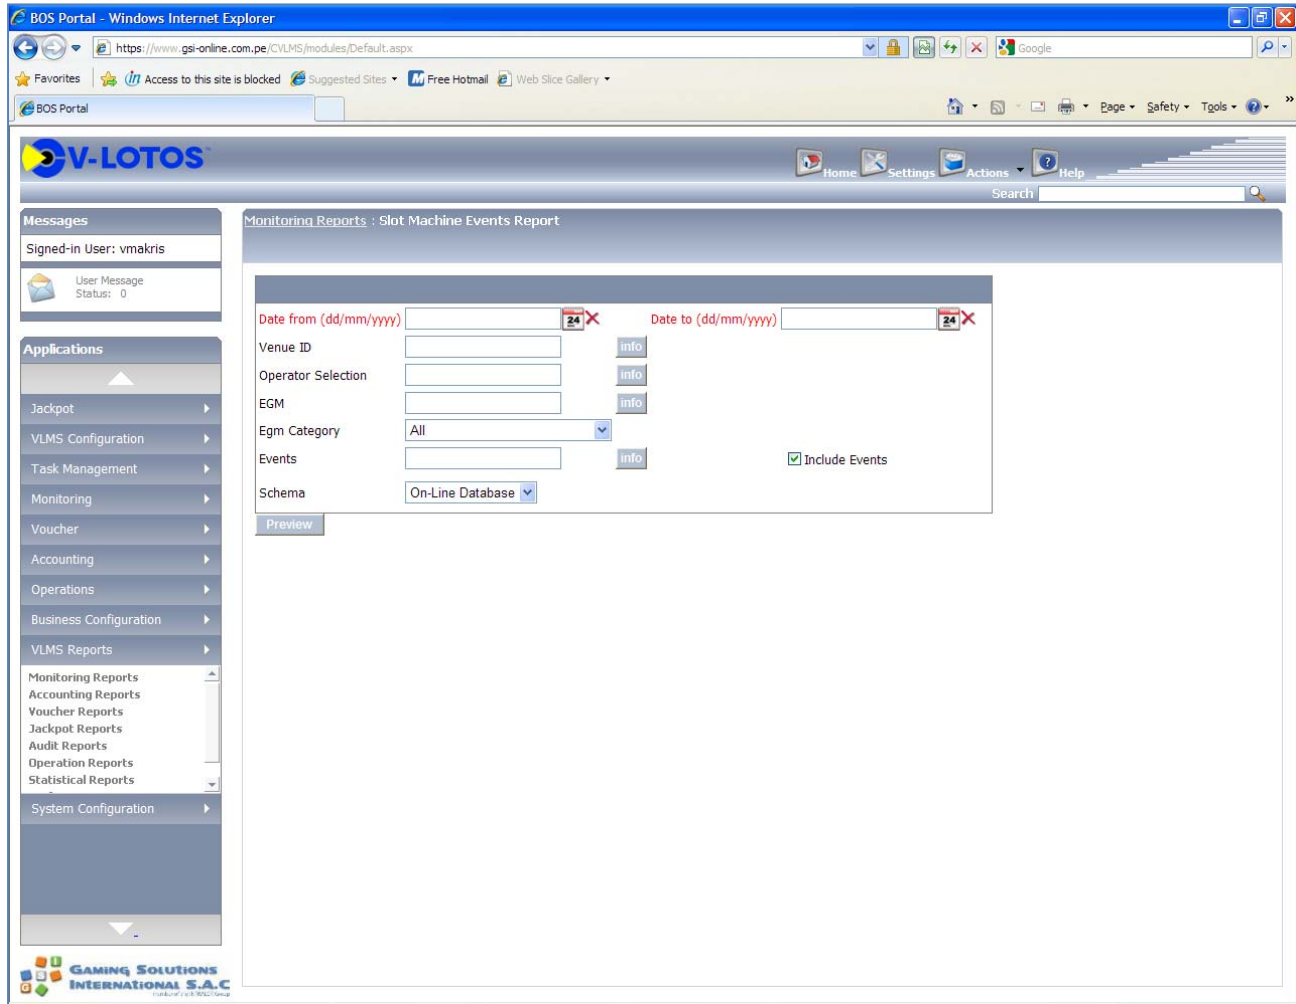 BOS Portal - Windows Internet Explorer
https://www.gsi-online.com.pe/CVLMS/modules/Default.aspx
Google
Favorites
Access to this site is blocked
Suggested Sites
Free Hotmail
Web Slice Gallery
BOS Portal
Page
Safety
Tools
V-LOTOS
Home
Settings
Actions
Help
Search
Messages
Signed-in User: vmakris
User Message
Status: 0
Applications
Jackpot
VLMS Configuration
Task Management
Monitoring
Voucher
Accounting
Operations
Business Configuration
VLMS Reports
Monitoring Reports
Accounting Reports
Voucher Reports
Jackpot Reports
Audit Reports
Operation Reports
Statistical Reports
System Configuration
GAMING SOLUTIONS
INTERNATIONAL S.A.C
Monitoring Reports : Slot Machine Events Report
Date from (dd/mm/yyyy) 24 Date to (dd/mm/yyyy) 24
Venue ID info
Operator Selection info
EGM info
Egm Category All
Events info Include Events
Schema On-Line Database
Preview